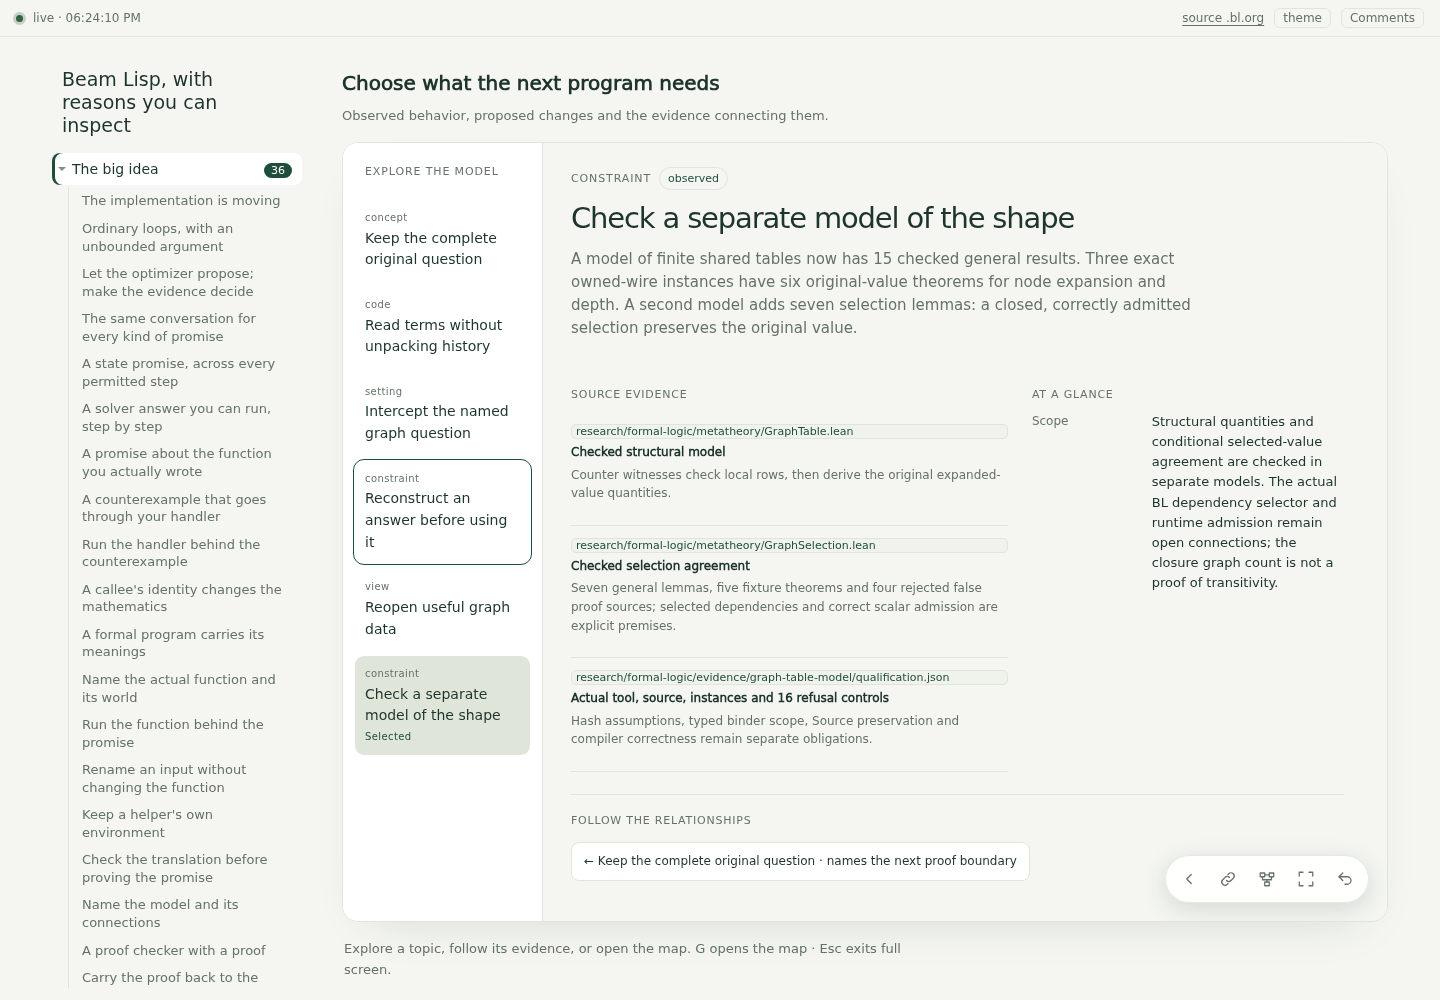 live · 06:24:10 PM
source .bl.org
theme
Comments
Beam Lisp, with
reasons you can
inspect
The big idea
36
The implementation is moving
Ordinary loops, with an
unbounded argument
Let the optimizer propose;
make the evidence decide
The same conversation for
every kind of promise
A state promise, across every
permitted step
A solver answer you can run,
step by step
A promise about the function
you actually wrote
A counterexample that goes
through your handler
Run the handler behind the
counterexample
A callee's identity changes the
mathematics
A formal program carries its
meanings
Name the actual function and
its world
Run the function behind the
promise
Rename an input without
changing the function
Keep a helper's own
environment
Check the translation before
proving the promise
Name the model and its
connections
A proof checker with a proof
Carry the proof back to the
Choose what the next program needs
Observed behavior, proposed changes and the evidence connecting them.
EXPLORE THE MODEL
concept
Keep the complete
original question
code
Read terms without
unpacking history
setting
Intercept the named
graph question
constraint
Reconstruct an
answer before using
it
view
Reopen useful graph
data
constraint
Check a separate
model of the shape
Selected
CONSTRAINT
observed
Check a separate model of the shape
A model of finite shared tables now has 15 checked general results. Three exact
owned-wire instances have six original-value theorems for node expansion and
depth. A second model adds seven selection lemmas: a closed, correctly admitted
selection preserves the original value.
SOURCE EVIDENCE
research/formal-logic/metatheory/GraphTable.lean
Checked structural model
Counter witnesses check local rows, then derive the original expanded-
value quantities.
research/formal-logic/metatheory/GraphSelection.lean
Checked selection agreement
Seven general lemmas, five fixture theorems and four rejected false
proof sources; selected dependencies and correct scalar admission are
explicit premises.
research/formal-logic/evidence/graph-table-model/qualification.json
Actual tool, source, instances and 16 refusal controls
Hash assumptions, typed binder scope, Source preservation and
compiler correctness remain separate obligations.
AT A GLANCE
Scope
Structural quantities and
conditional selected-value
agreement are checked in
separate models. The actual
BL dependency selector and
runtime admission remain
open connections; the
closure graph count is not a
proof of transitivity.
FOLLOW THE RELATIONSHIPS
← Keep the complete original question · names the next proof boundary
Explore a topic, follow its evidence, or open the map. G opens the map · Esc exits full
screen.